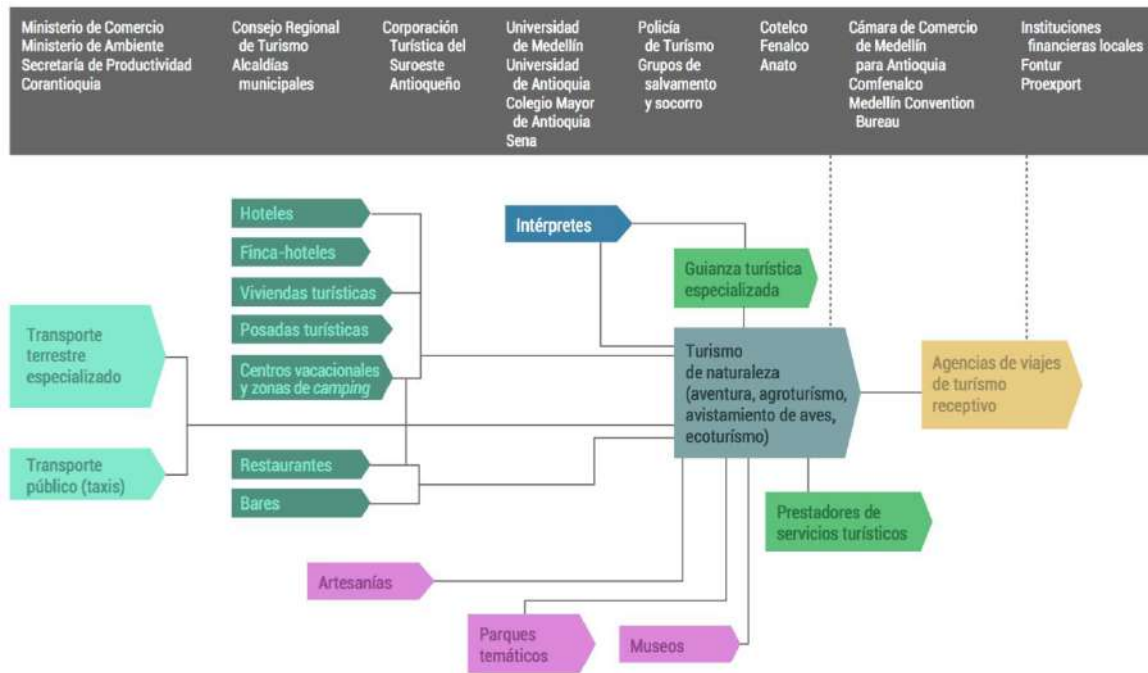 Ministerio de Comercio
Ministerio de Ambiente
Secretaría de Productividad
Corantioquia
Consejo Regional
de Turismo
Alcaldías
municipales
Corporación
Turística del
Suroeste
Antioqueño
Universidad
de Medellín
Universidad
de Antioquia
Colegio Mayor
de Antioquia
Sena
Policía
de Turísmo
Grupos de
salvamento
y socorro
Cotelco
Fenalco
Anato
Cámara de Comercio
de Medellín
para Antioquia
Comfenalco
Medellín Convention
Bureau
Instituciones
financieras locales
Fontur
Proexport
Hoteles
Finca-hoteles
Viviendas turísticas
Posadas turísticas
Centros vacacionales
y zonas de camping
Intérpretes
Guianza turística
especializada
Transporte
terrestre
especializado
Transporte
público (taxis)
Restaurantes
Bares
Turismo
de naturaleza
(aventura, agroturísmo,
avistamiento de aves,
ecoturísmo)
Agencias de viajes
de turísmo
receptivo
Prestadores de
servicios turísticos
Artesanías
Parques
temáticos
Museos